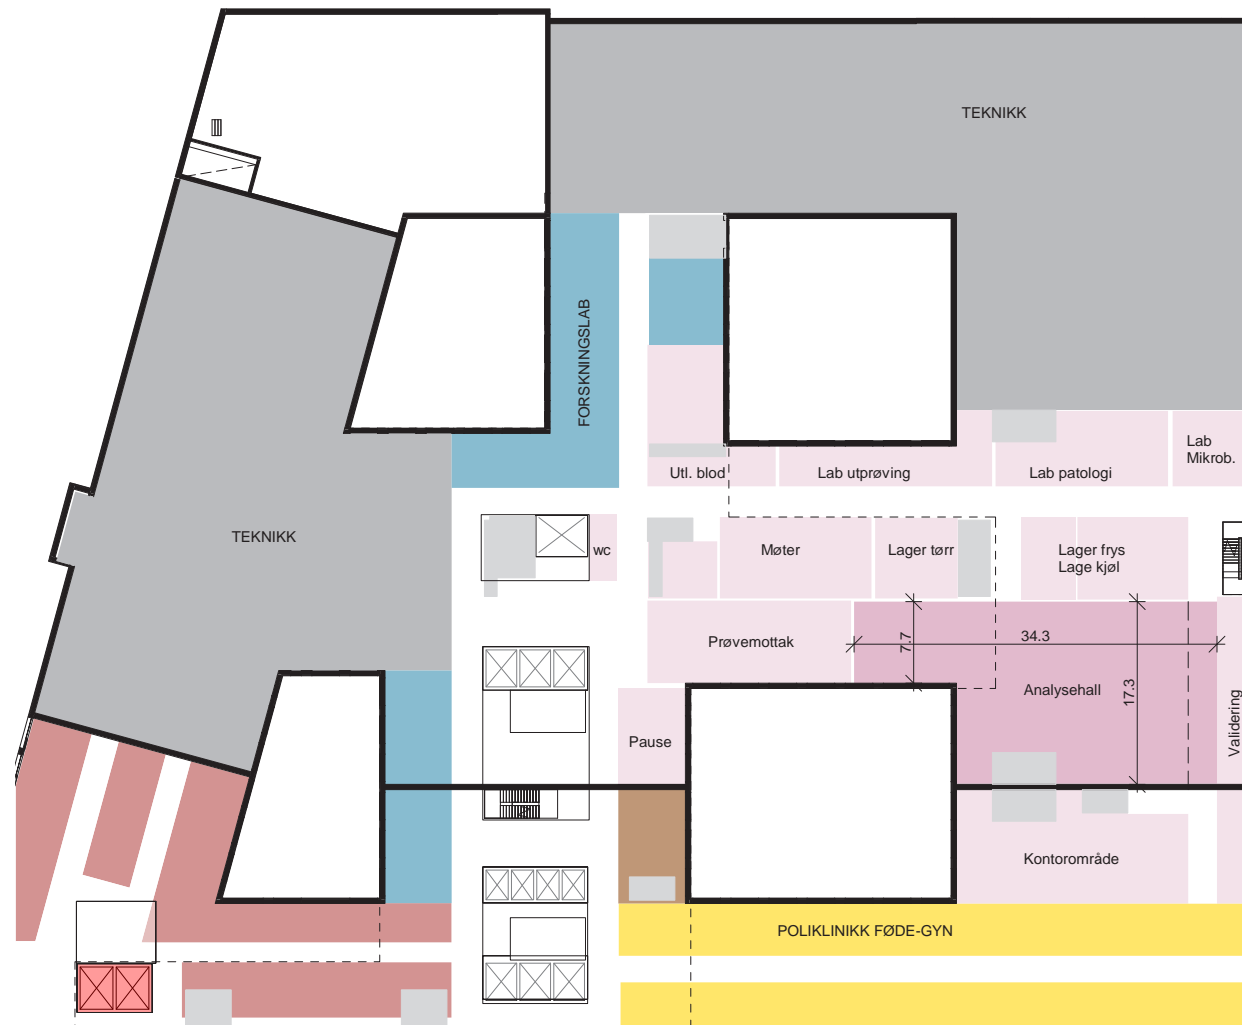 TEKNIKK
FORSKNINGSLAB
Lab
Mikrob.
Utl. blod
Lab utprøving
Lab patologi
TEKNIKK
wc
Møter
Lager tørr
Lager frys
Lage kjøl
Prøvemottak
7.7
34.3
Analysehall
17.3
Validering
Pause
Kontorområde
POLIKLINIKK FØDE-GYN